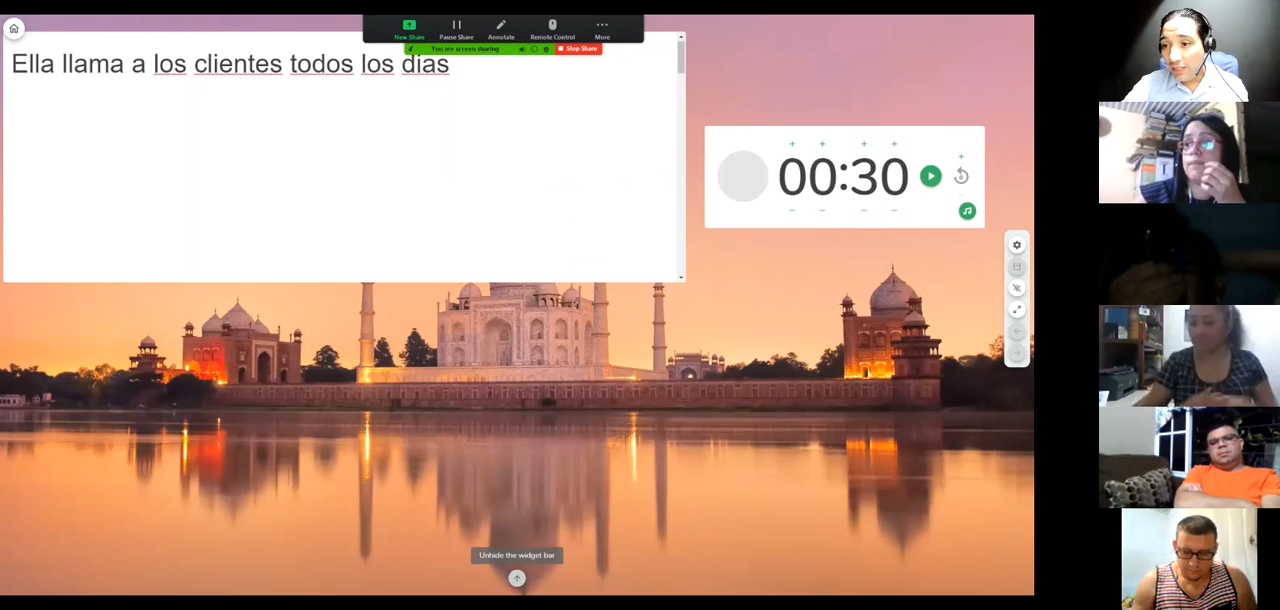 New Share
Pause Share
Annotate
Remote Control
More
You are screen sharing
Stop Share
Ella llama a los clientes todos los dias
00:30
Unhide the widget bar